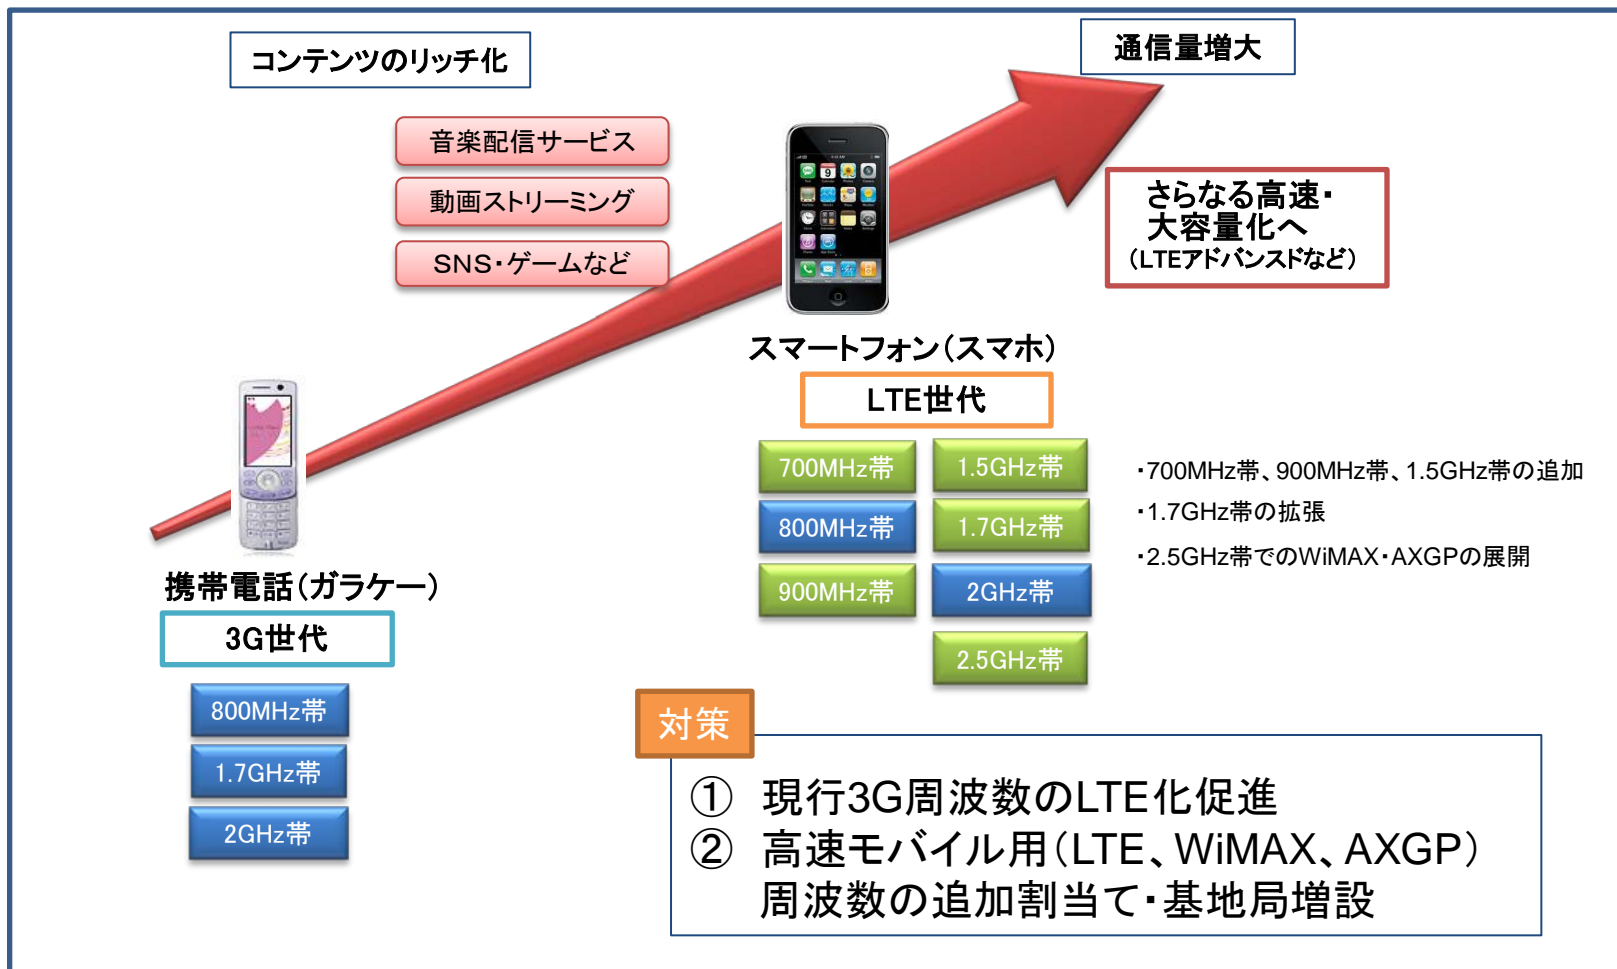 コンテンツのリッチ化
通信量増大
音楽配信サービス
動画ストリーミング
SNS・ゲームなど
さらなる高速・
大容量化へ
(LTEアドバンスドなど)
スマートフォン(スマホ)
LTE世代
700MHz帯
1.5GHz帯
800MHz帯
1.7GHz帯
900MHz帯
2GHz帯
2.5GHz帯
・700MHz帯、900MHz帯、1.5GHz帯の追加
・1.7GHz帯の拡張
・2.5GHz帯でのWiMAX・AXGPの展開
携帯電話(ガラケー)
3G世代
800MHz帯
1.7GHz帯
2GHz帯
対策
① 現行3G周波数のLTE化促進
② 高速モバイル用(LTE、WiMAX、AXGP)
周波数の追加割当て・基地局増設